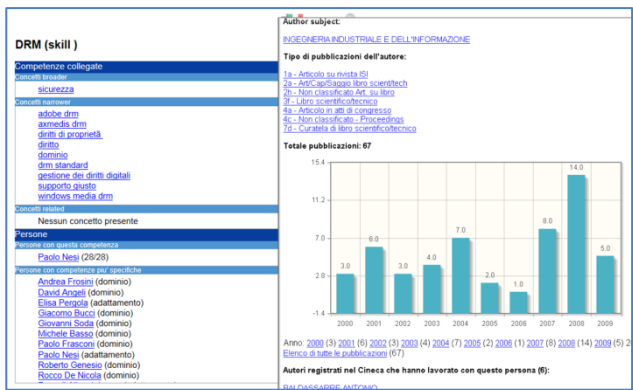 DRM (skill )
Competenze collegate
Concetti broader
sicurezza
Concetti narrower
adobe drm
axmedis drm
diritti di proprietà
diritto
dominio
drm standard
gestione dei diritti digitali
supporto giusto
windows media drm
Concetti related
Nessun concetto presente
Persone
Persone con questa competenza
Paolo Nesi (28/28)
Persone con competenze piu' specifiche
Andrea Frosini (dominio)
David Angeli (dominio)
Elisa Pergola (adattamento)
Giacomo Bucci (dominio)
Giovanni Soda (dominio)
Michele Basso (dominio)
Paolo Frasconi (dominio)
Paolo Nesi (adattamento)
Roberto Genesio (dominio)
Rocco De Nicola (dominio)
Author subject:
INGEGNERIA INDUSTRIALE E DELL'INFORMAZIONE
Tipo di pubblicazioni dell'autore:
1a - Articolo su rivista ISI
2a - Art/Cap/Saggio libro scient/tech
2h - Non classificato Art. su libro
3f - Libro scientifico/tecnico
4a - Articolo in atti di congresso
4c - Non classificato - Proceedings
7d - Curatela di libro scientifico/tecnico
Totale pubblicazioni: 67
15.4
14.0
11.2
8.0
7.0 7.0
6.0
5.0
4.0
3.0 3.0
2.8
2.0
1.0
-1.4
2000 2001 2002 2003 2004 2005 2006 2007 2008 2009
Anno: 2000 (3) 2001 (6) 2002 (3) 2003 (4) 2004 (7) 2005 (2) 2006 (1) 2007 (8) 2008 (14) 2009 (5) 2
Elenco di tutte le pubblicazioni (67)
Autori registrati nel Cineca che hanno lavorato con questo persona (6):
BALDASSARRE ANTONIO